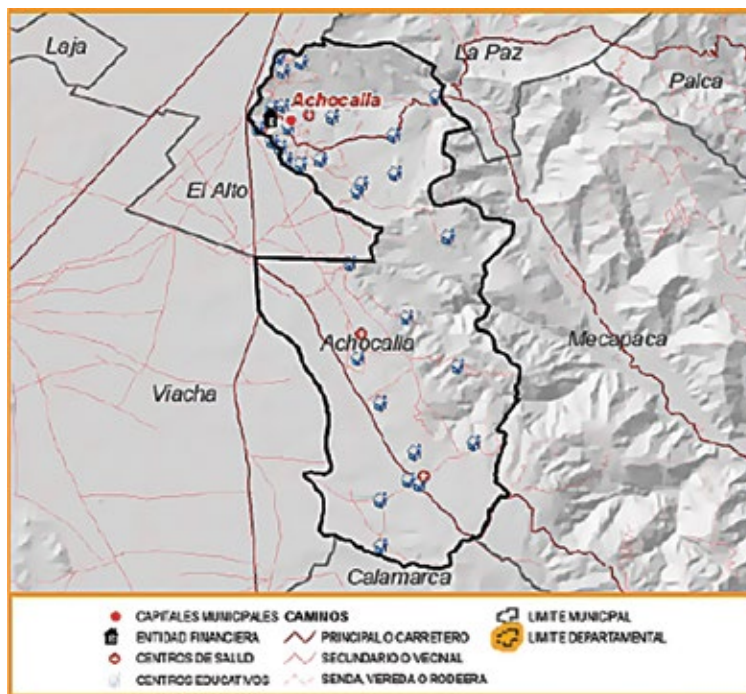 Laja
La Paz
Palca
Achocalla
El Alto
Achocalla
Mecapaca
Viacha
Calamarca
CAPITALES MUNICIPALES
ENTIDAD FINANCIERA
CENTROS DE SALUD
CENTROS EDUCATIVOS
CAMINOS
PRINCIPAL O CARRETERO
SECUNDARIO O VECINAL
SENDA, VEREDA O RODEERA
LIMITE MUNICIPAL
LIMITE DEPARTAMENTAL